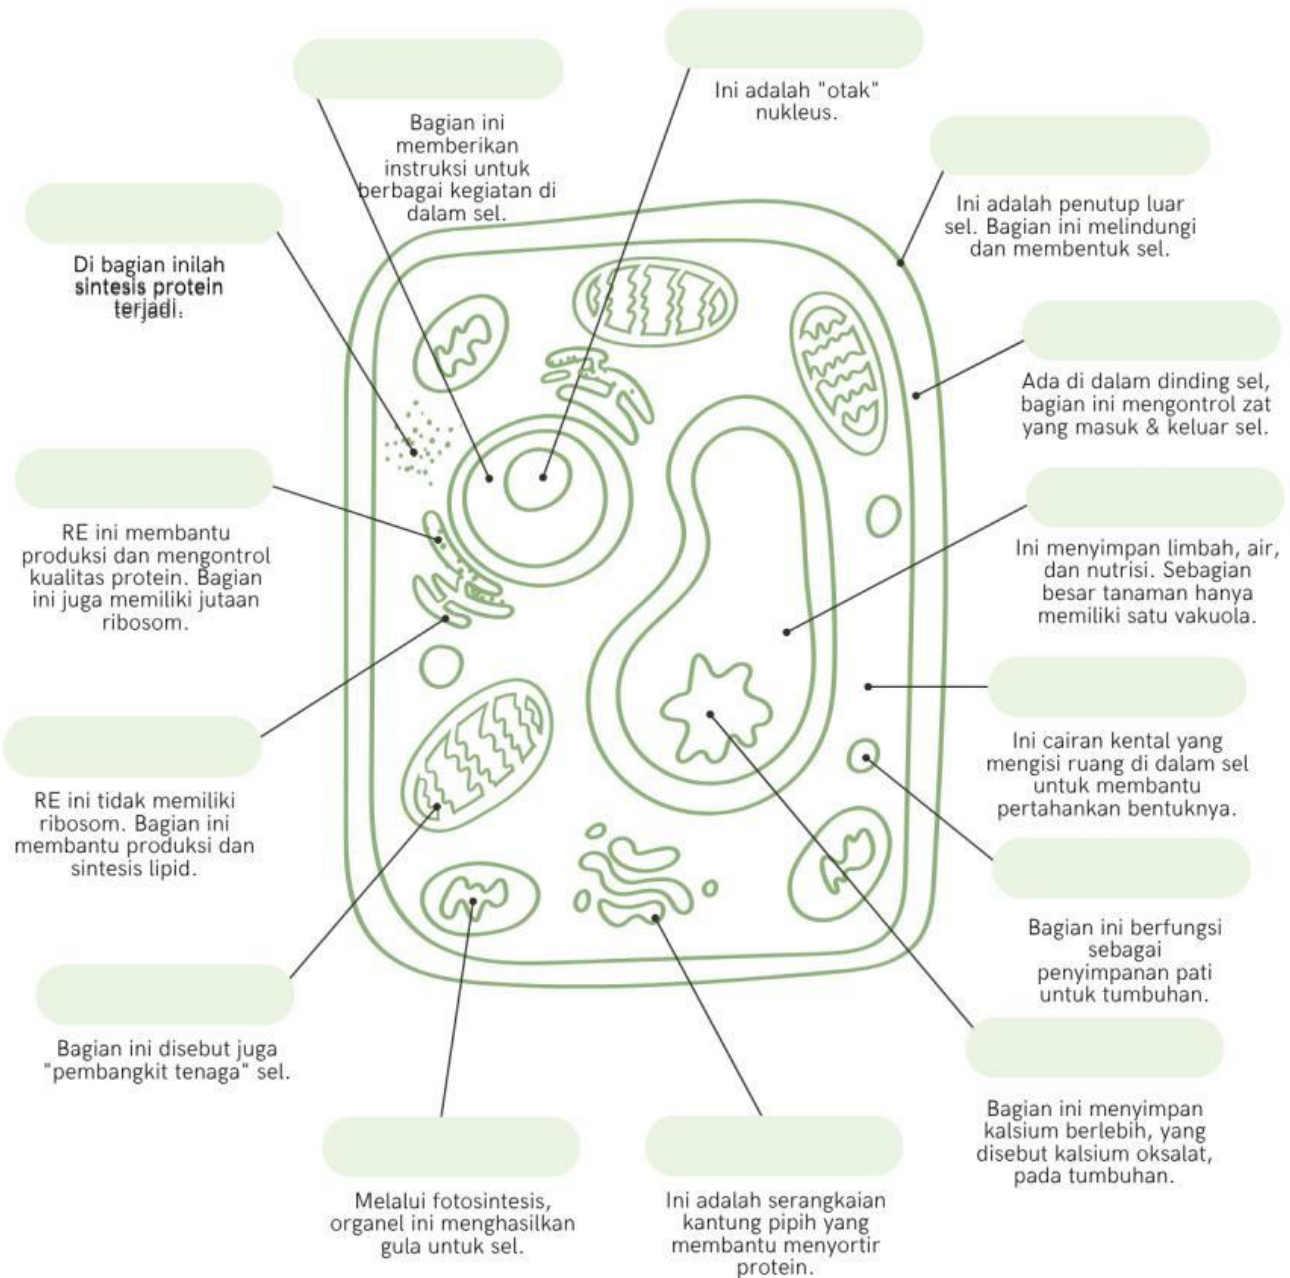 Ini adalah "otak"
nukleus.
Bagian ini
memberikan
instruksi untuk
berbagai kegiatan di
dalam sel.
Ini adalah penutup luar
sel. Bagian ini melindungi
dan membentuk sel.
Di bagian inilah
sintesis protein
terjadi.
Ada di dalam dinding sel,
bagian ini mengontrol zat
yang masuk & keluar sel.
RE ini membantu
produksi dan mengontrol
kualitas protein. Bagian
ini juga memiliki jutaan
ribosom.
Ini menyimpan limbah, air,
dan nutrisi. Sebagian
besar tanaman hanya
memiliki satu vakuola.
Ini cairan kental yang
mengisi ruang di dalam sel
untuk membantu
pertahankan bentuknya.
RE ini tidak memiliki
ribosom. Bagian ini
membantu produksi dan
sintesis lipid.
Bagian ini berfungsi
sebagai
penyimpanan pati
untuk tumbuhan.
Bagian ini disebut juga
"pembangkit tenaga" sel.
Bagian ini menyimpan
kalsium berlebih, yang
disebut kalsium oksalat,
pada tumbuhan.
Melalui fotosintesis,
organel ini menghasilkan
gula untuk sel.
Ini adalah serangkaian
kantung pipih yang
membantu menyortir
protein.